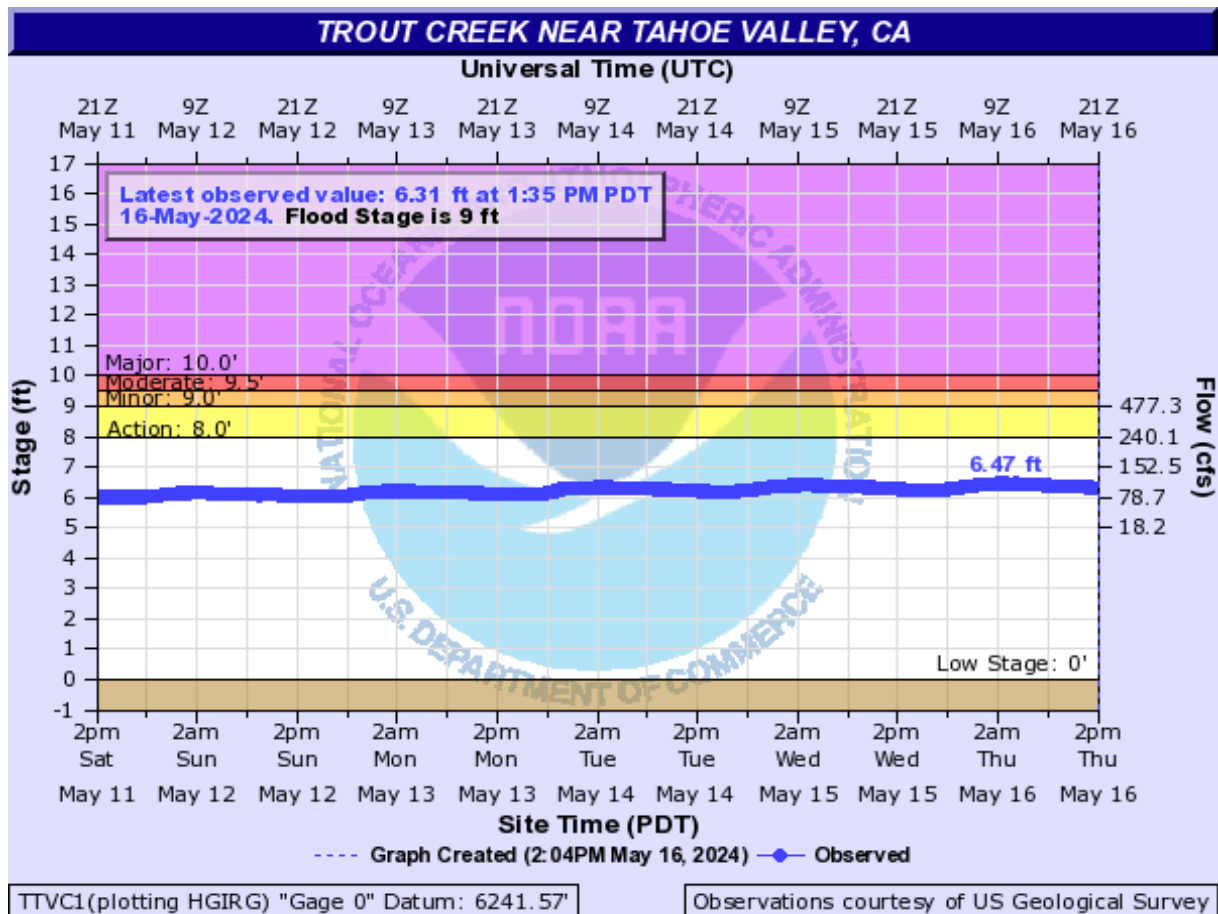 TROUT CREEK NEAR TAHOE VALLEY, CA
Universal Time (UTC)
21Z 9Z 21Z 9Z 21Z 9Z 21Z 9Z 21Z 9Z 21Z
May 11 May 12 May 12 May 13 May 13 May 14 May 14 May 15 May 15 May 16 May 16
Latest observed value: 6.31 ft at 1:35 PM PDT
16-May-2024. Flood Stage is 9 ft
NATIONAL OCEANIC AND ATMOSPHERIC ADMINISTRATION
NOAA
U.S. DEPARTMENT OF COMMERCE
Stage (ft)
17
16
15
14
13
12
11
10
9
8
7
6
5
4
3
2
1
0
-1
Major: 10.0'
Moderate: 9.5'
Minor: 9.0'
Action: 8.0'
6.47 ft
Low Stage: 0'
Flow (cfs)
477.3
240.1
152.5
78.7
18.2
2pm 2am 2pm 2am 2pm 2am 2pm 2am 2pm 2am 2pm
Sat Sun Sun Mon Mon Tue Tue Wed Wed Thu Thu
May 11 May 12 May 12 May 13 May 13 May 14 May 14 May 15 May 15 May 16 May 16
Site Time (PDT)
Graph Created (2:04PM May 16, 2024) Observed
TTVC1(plotting HGIRG) "Gage 0" Datum: 6241.57'
Observations courtesy of US Geological Survey